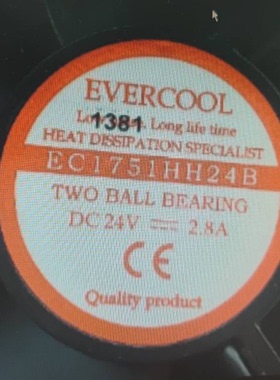 EVERCOOL
1381 Long life time
HEAT DISSIPATION SPECIALIST
EC1751HH24B
TWO BALL BEARING
DC 24V ⎓ 2.8A
CE
Quality product